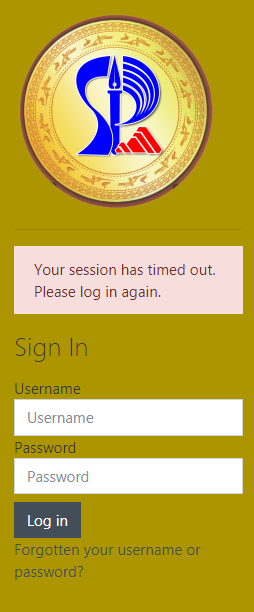 Your session has timed out.
Please log in again.
Sign In
Username
Username
Password
Password
Log in
Forgotten your username or
password?